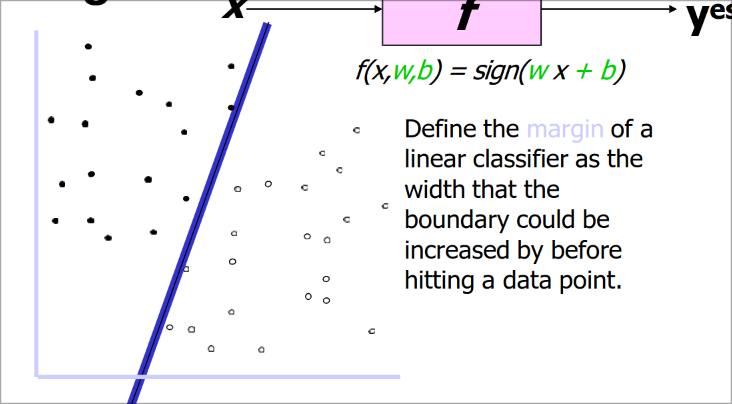 x f yes
f(x,w,b) = sign(w x + b)
Define the margin of a
linear classifier as the
width that the
boundary could be
increased by before
hitting a data point.